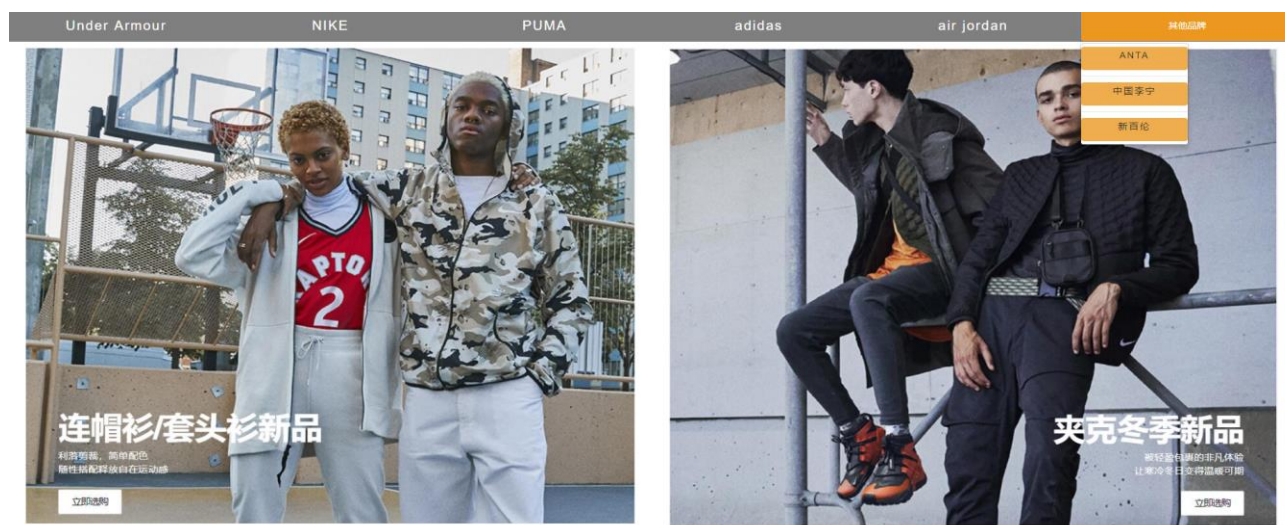 Under Armour
NIKE
PUMA
adidas
air jordan
其他品牌
ANTA
中国李宁
新百伦
APTO
2
连帽衫/套头衫新品
利落剪裁、简单配色
随性搭配释放自在运动感
立即选购
夹克冬季新品
被轻盈包裹的非凡体验
让寒冷冬日变得温暖可期
立即选购